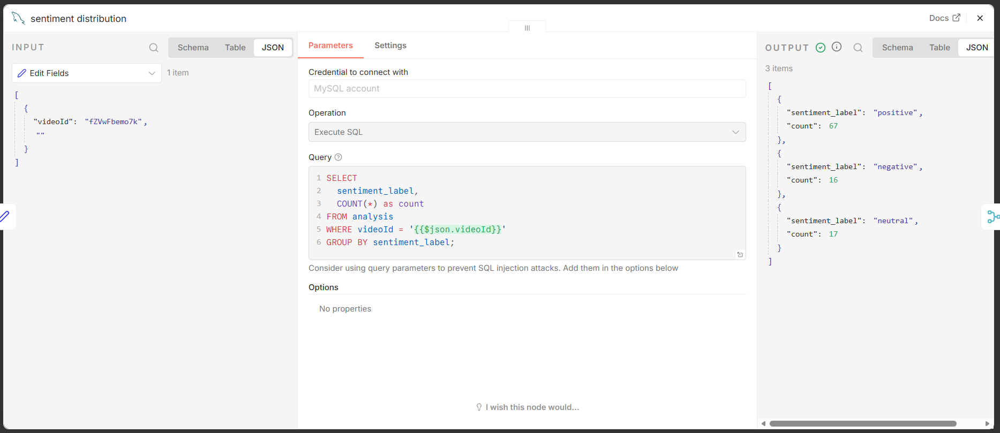 sentiment distribution
Docs
INPUT
Schema Table JSON
Edit Fields
1 item
[
{
"videoId": "fZVwFbemo7k",
""
}
]
Parameters Settings
Credential to connect with
MySQL account
Operation
Execute SQL
Query
1 SELECT
2 sentiment_label,
3 COUNT(*) as count
4 FROM analysis
5 WHERE videoId = '{{$json.videoId}}'
6 GROUP BY sentiment_label;
Consider using query parameters to prevent SQL injection attacks. Add them in the options below
Options
No properties
I wish this node would...
OUTPUT
Schema Table JSON
3 items
[
{
"sentiment_label": "positive",
"count": 67
},
{
"sentiment_label": "negative",
"count": 16
},
{
"sentiment_label": "neutral",
"count": 17
}
]